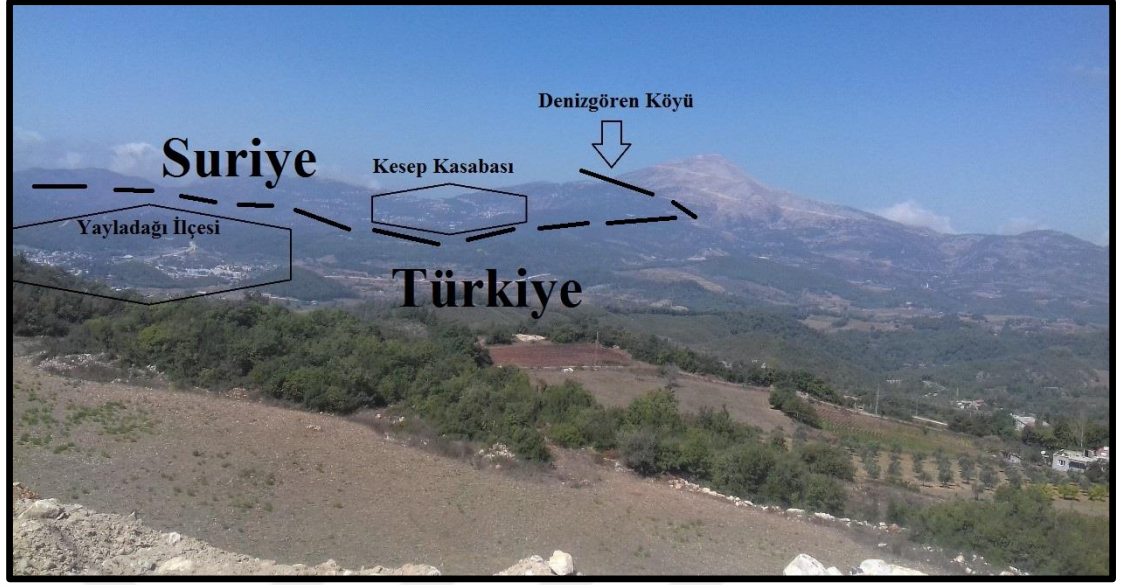 Denizgören Köyü
Suriye
Kesep Kasabası
Yayladağı İlçesi
Türkiye